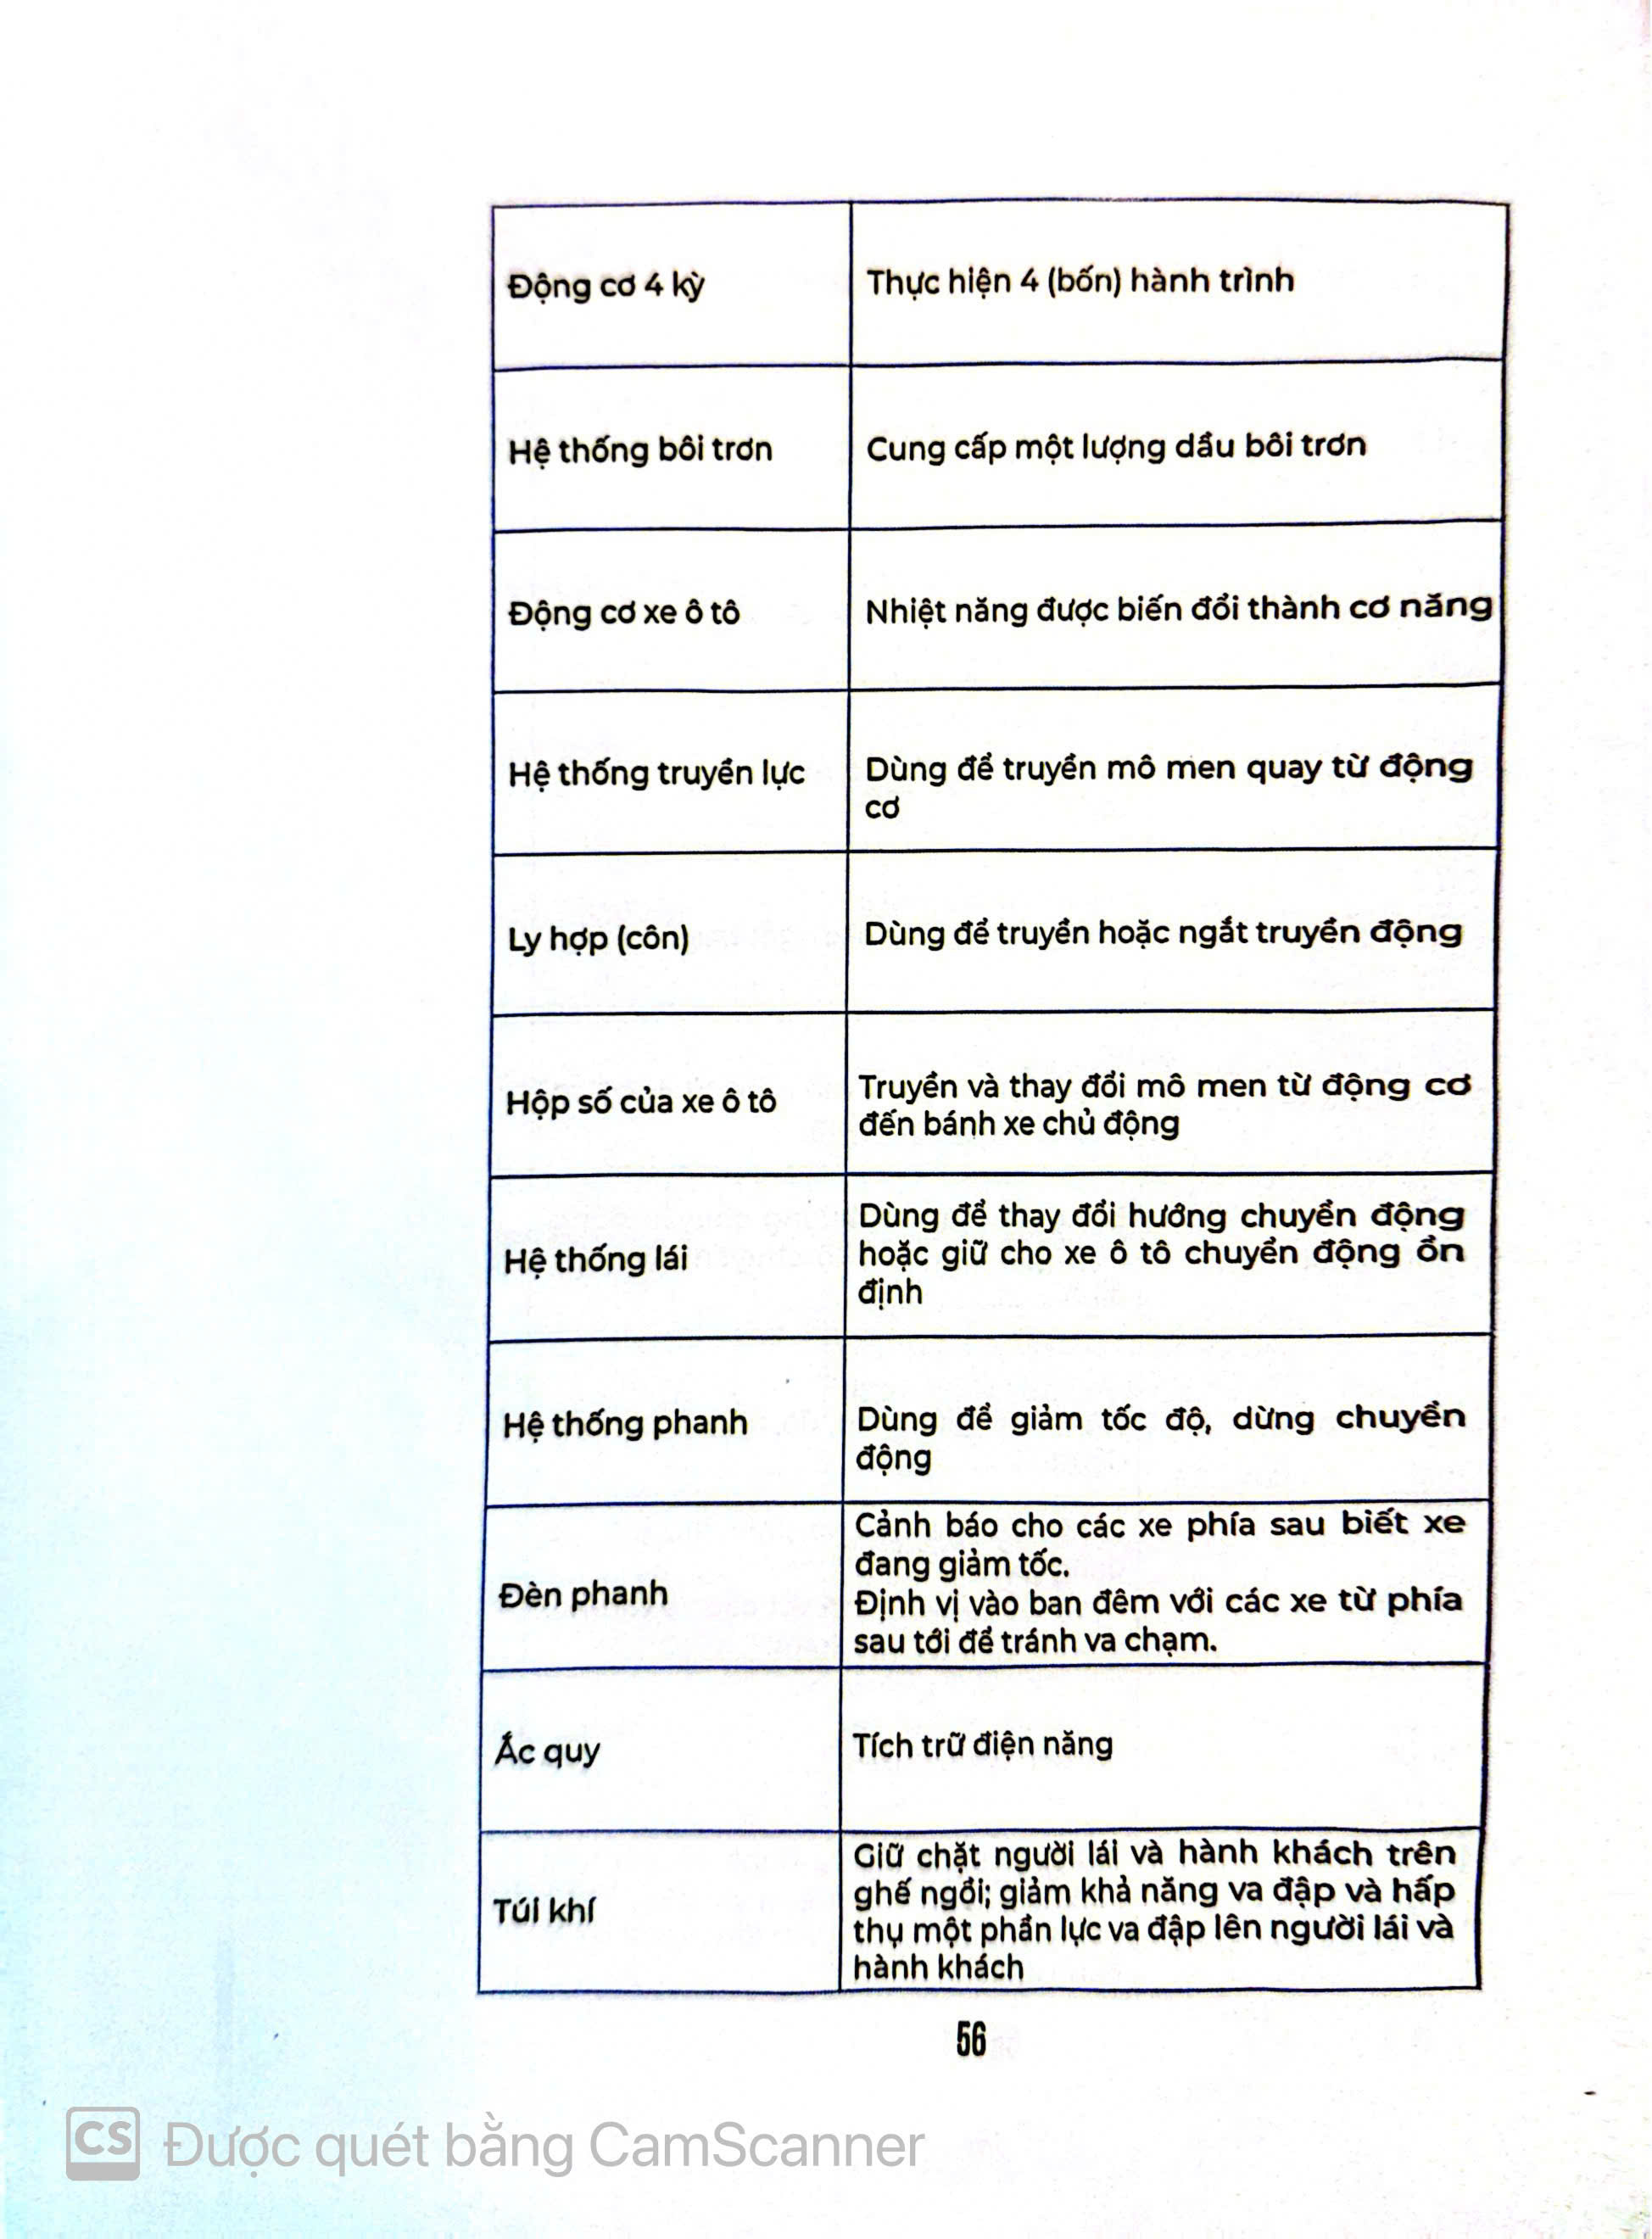 Động cơ 4 kỳ
Thực hiện 4 (bốn) hành trình
Hệ thống bôi trơn
Cung cấp một lượng dầu bôi trơn
Động cơ xe ô tô
Nhiệt năng được biến đổi thành cơ năng
Hệ thống truyền lực
Dùng để truyền mô men quay từ động
cơ
Ly hợp (côn)
Dùng để truyền hoặc ngắt truyền động
Hộp số của xe ô tô
Truyền và thay đổi mô men từ động cơ
đến bánh xe chủ động
Hệ thống lái
Dùng để thay đổi hướng chuyển động
hoặc giữ cho xe ô tô chuyển động ổn
định
Hệ thống phanh
Dùng để giảm tốc độ, dừng chuyển
động
Đèn phanh
Cảnh báo cho các xe phía sau biết xe
đang giảm tốc.
Định vị vào ban đêm với các xe từ phía
sau tới để tránh va chạm.
Ắc quy
Tích trữ điện năng
Túi khí
Giữ chặt người lái và hành khách trên
ghế ngồi; giảm khả năng va đập và hấp
thụ một phần lực va đập lên người lái và
hành khách
56
CS Được quét bằng CamScanner